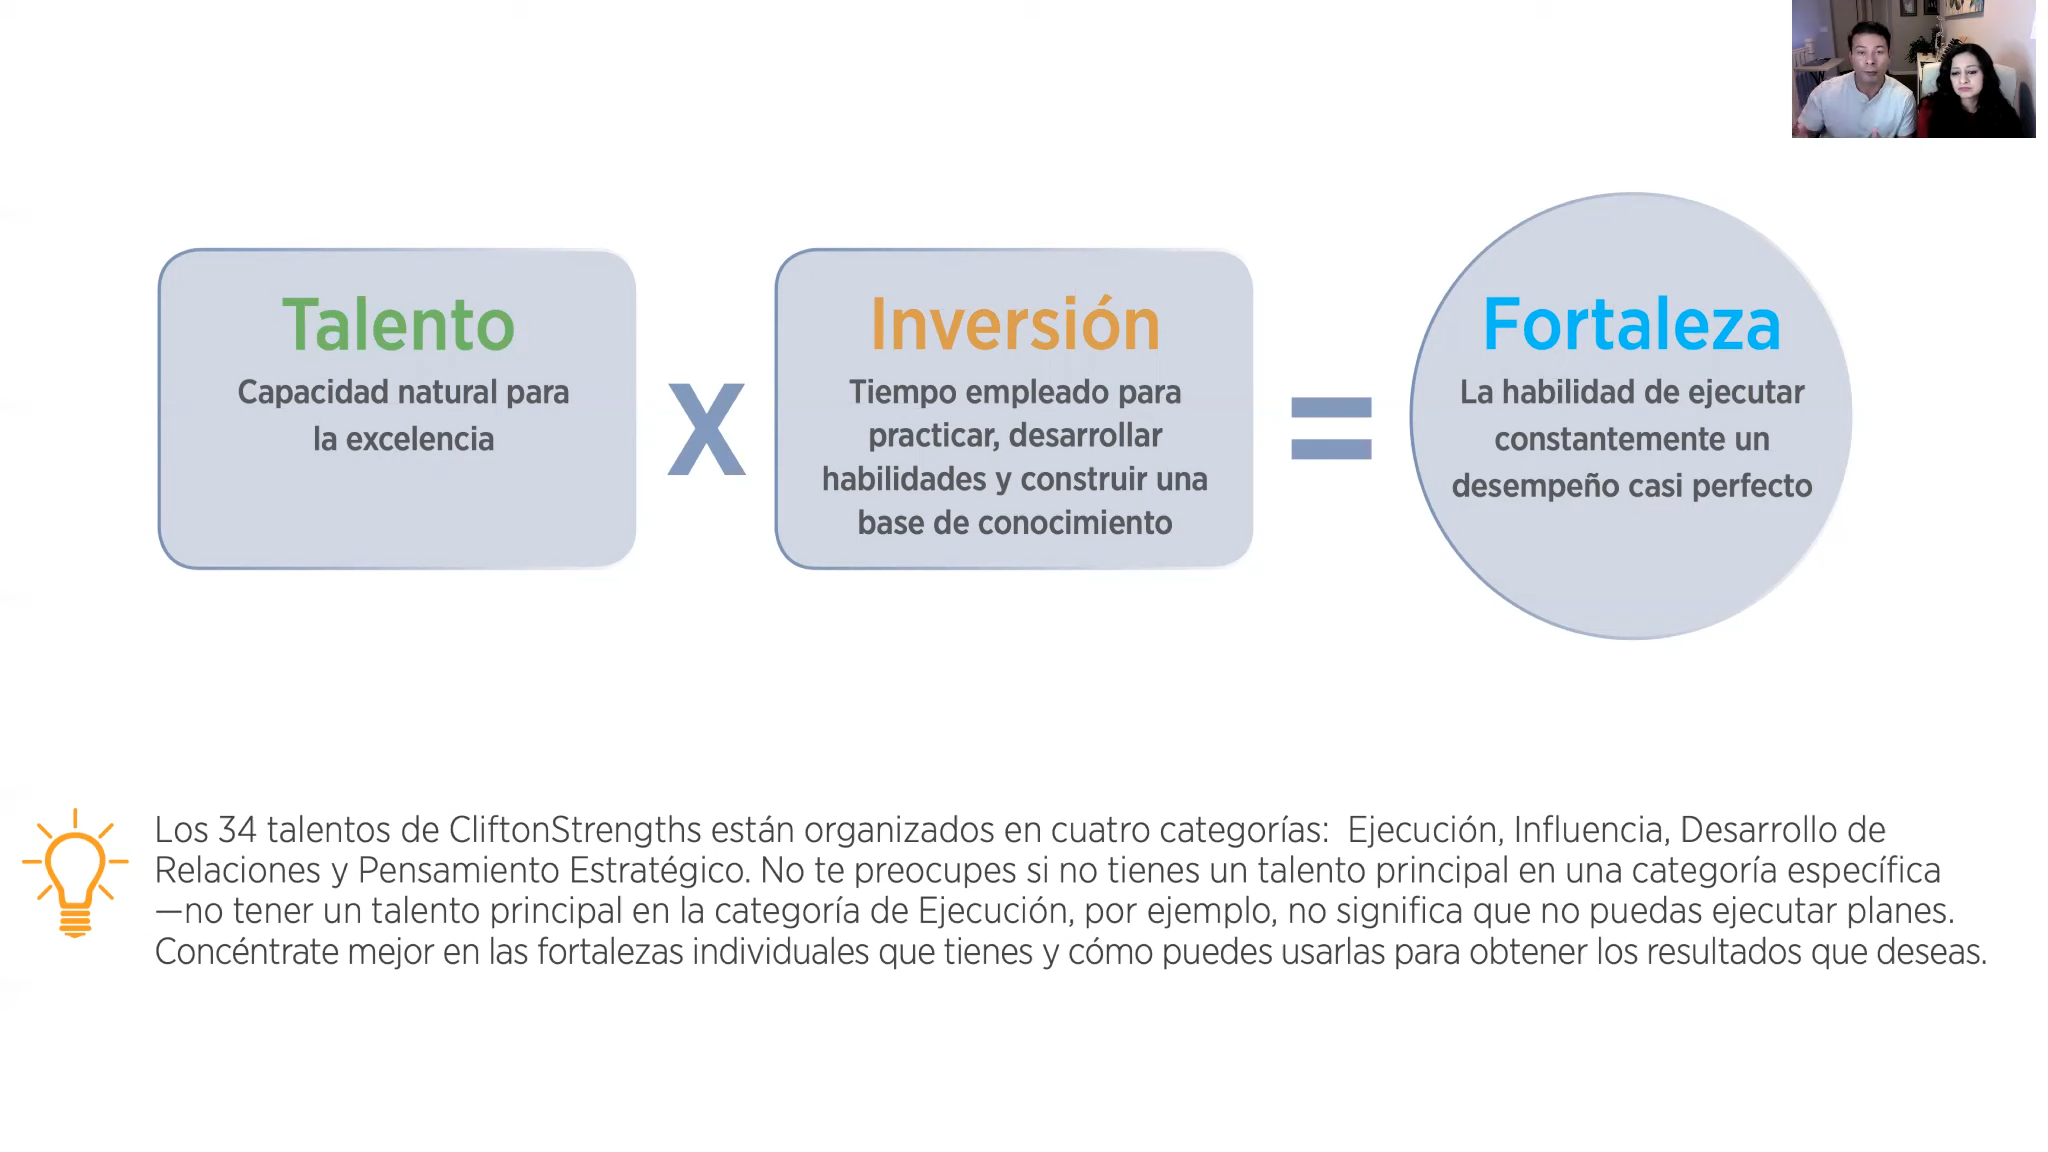 Talento
Capacidad natural para
la excelencia
X
Inversión
Tiempo empleado para
practicar, desarrollar
habilidades y construir una
base de conocimiento
=
Fortaleza
La habilidad de ejecutar
constantemente un
desempeño casi perfecto
Los 34 talentos de CliftonStrengths están organizados en cuatro categorías:  Ejecución, Influencia, Desarrollo de
Relaciones y Pensamiento Estratégico. No te preocupes si no tienes un talento principal en una categoría específica
—no tener un talento principal en la categoría de Ejecución, por ejemplo, no significa que no puedas ejecutar planes.
Concéntrate mejor en las fortalezas individuales que tienes y cómo puedes usarlas para obtener los resultados que deseas.